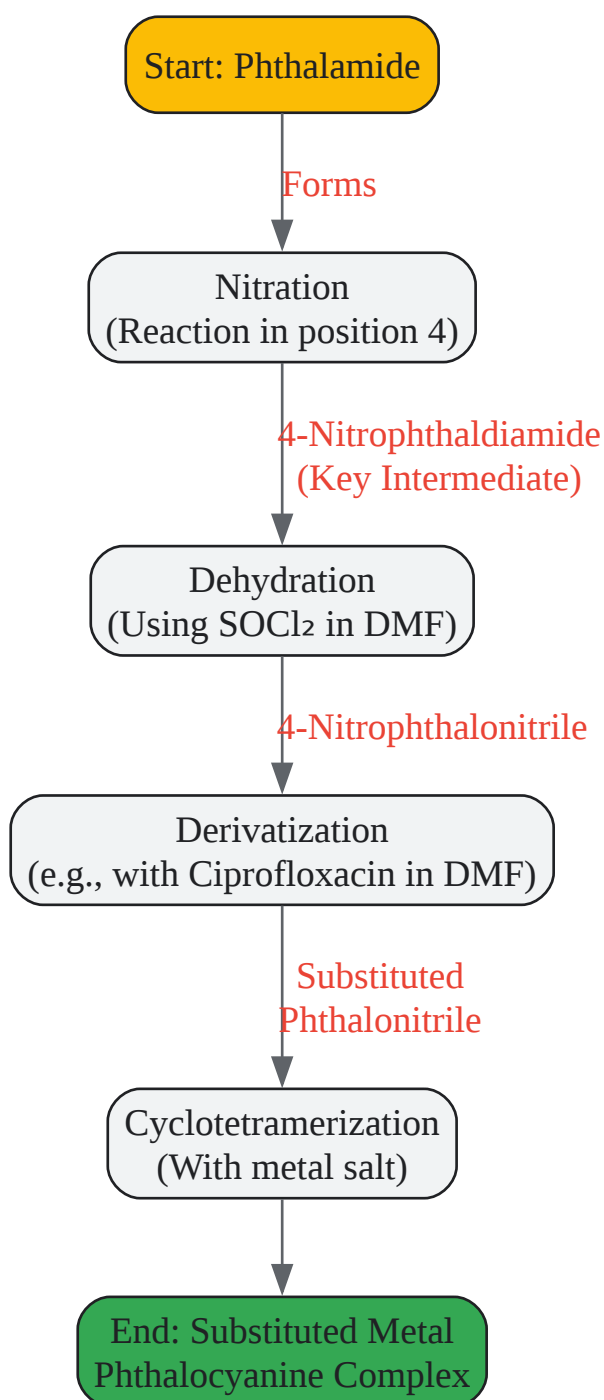 Start: Phthalamide
Forms
Nitration
(Reaction in position 4)
4-Nitrophthaldiamide
(Key Intermediate)
Dehydration
(Using SOCl₂ in DMF)
4-Nitrophthalonitrile
Derivatization
(e.g., with Ciprofloxacin in DMF)
Substituted
Phthalonitrile
Cyclotetramerization
(With metal salt)
End: Substituted Metal
Phthalocyanine Complex